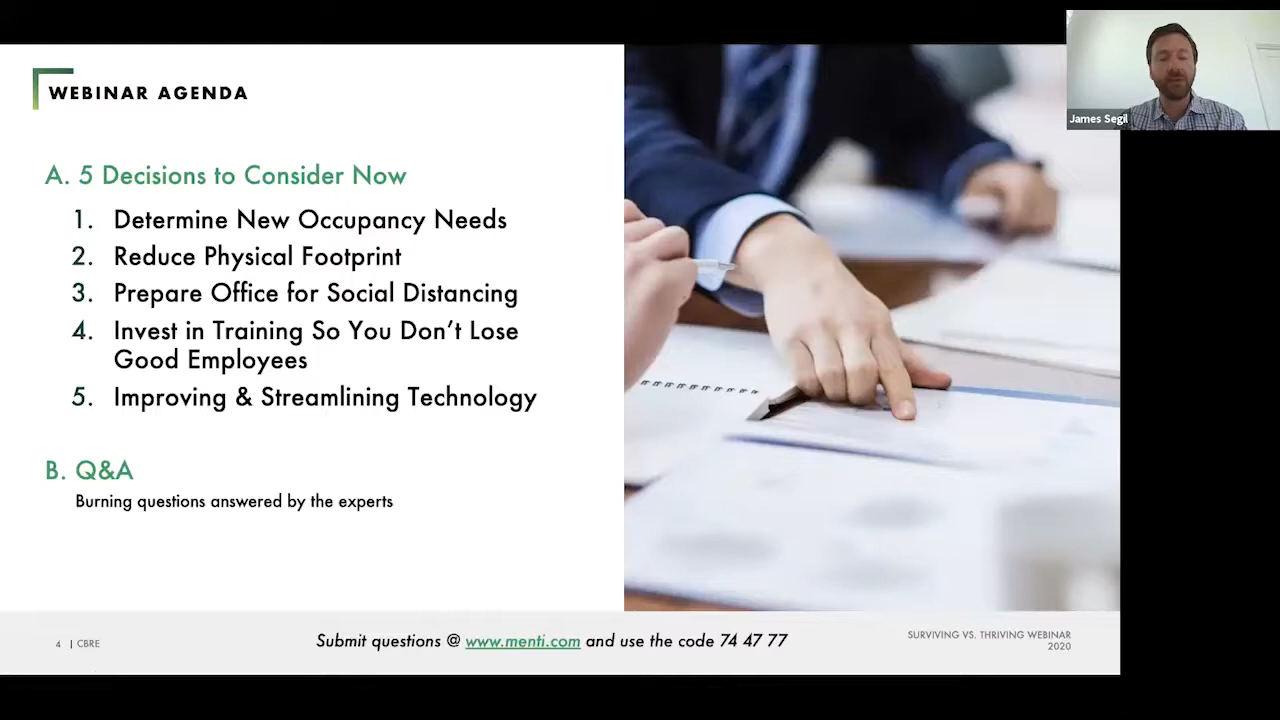 James Segil
WEBINAR AGENDA
A. 5 Decisions to Consider Now
1. Determine New Occupancy Needs
2. Reduce Physical Footprint
3. Prepare Office for Social Distancing
4. Invest in Training So You Don’t Lose
Good Employees
5. Improving & Streamlining Technology
B. Q&A
Burning questions answered by the experts
4 | CBRE
Submit questions @ www.menti.com and use the code 74 47 77
SURVIVING VS. THRIVING WEBINAR
2020